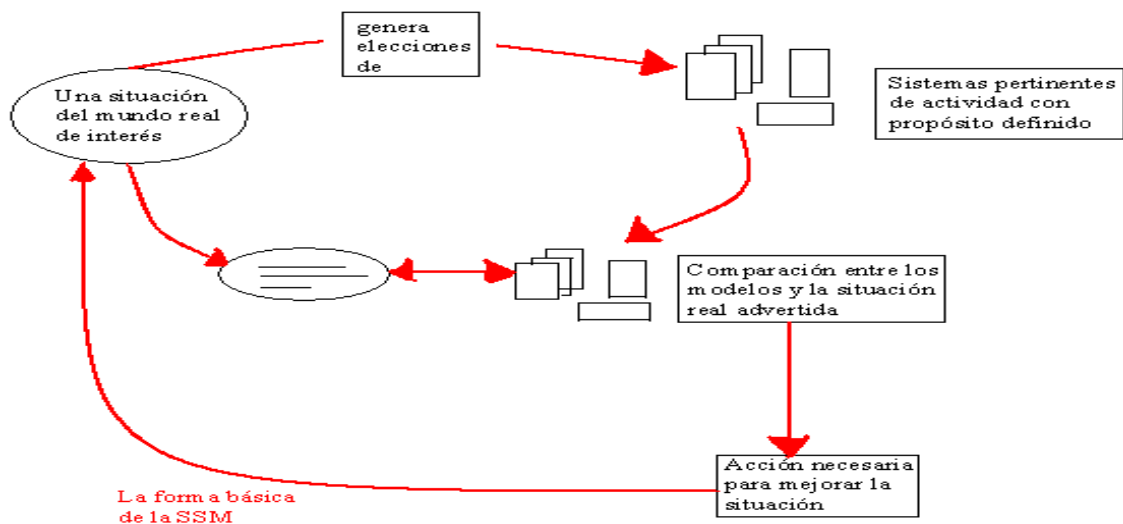 genera
elecciones
de
Una situación
del mundo real
de interés
Sistemas pertinentes
de actividad con
propósito definido
Comparación entre los
modelos y la situación
real advertida
Acción necesaria
para mejorar la
situación
La forma básica
de la SSM